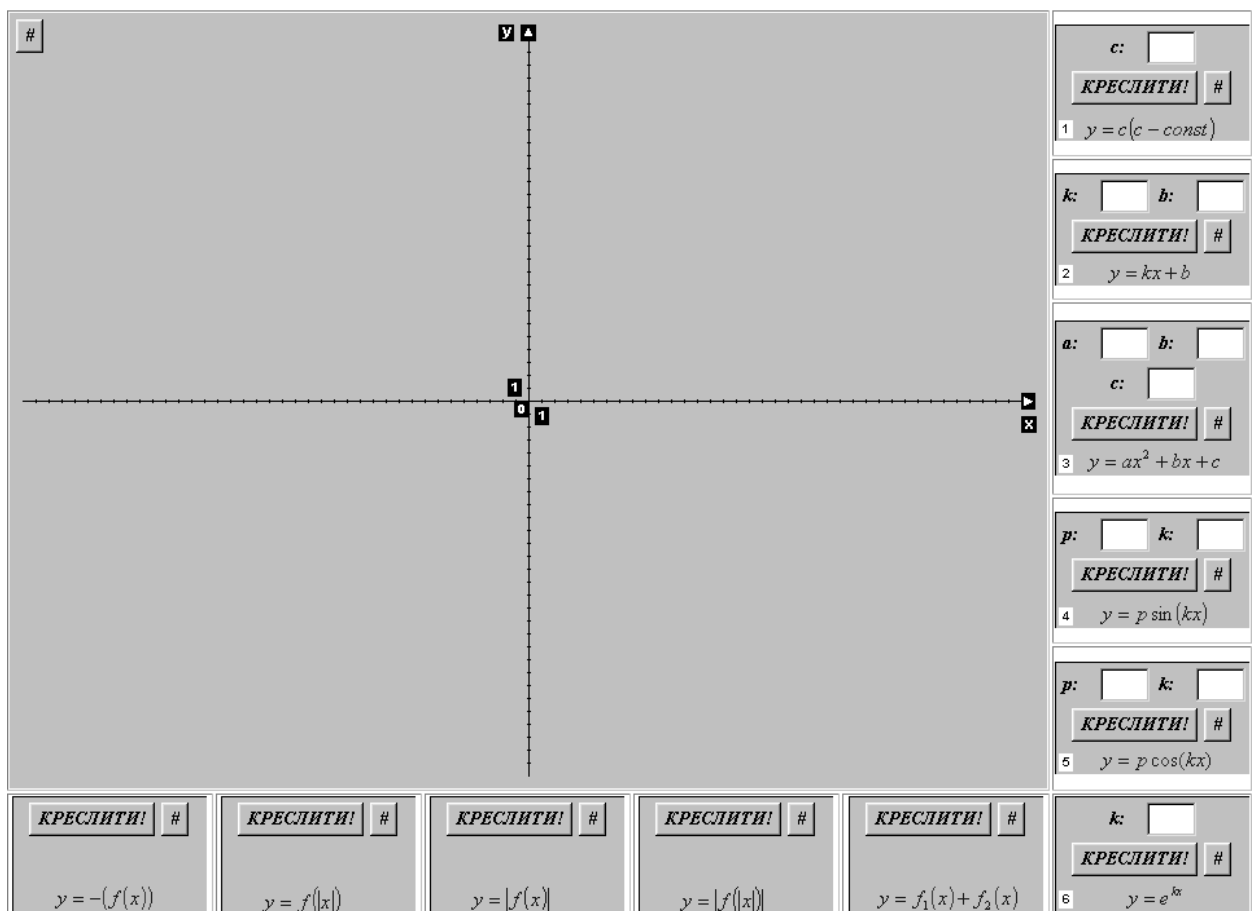 #
y
1
0
1
x
c:
КРЕСЛИТИ! #
1 y = c(c − const)
k: b:
КРЕСЛИТИ! #
2 y = kx + b
a: b:
c:
КРЕСЛИТИ! #
3 y = ax² + bx + c
p: k:
КРЕСЛИТИ! #
4 y = p sin(kx)
p: k:
КРЕСЛИТИ! #
5 y = p cos(kx)
КРЕСЛИТИ! #
y = −(f(x))
КРЕСЛИТИ! #
y = f(|x|)
КРЕСЛИТИ! #
y = |f(x)|
КРЕСЛИТИ! #
y = |f(|x|)|
КРЕСЛИТИ! #
y = f₁(x) + f₂(x)
k:
КРЕСЛИТИ! #
6 y = e^{kx}